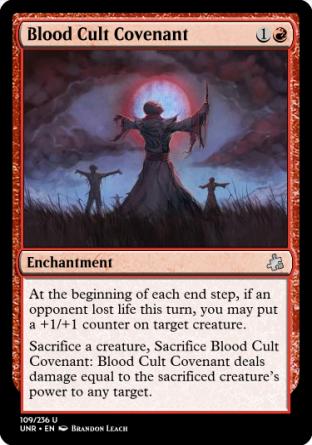 Blood Cult Covenant 1
Enchantment
At the beginning of each end step, if an
opponent lost life this turn, you may put
a +1/+1 counter on target creature.
Sacrifice a creature, Sacrifice Blood Cult
Covenant: Blood Cult Covenant deals
damage equal to the sacrificed creature's
power to any target.
109/236 U
UNR • EN Brandon Leach